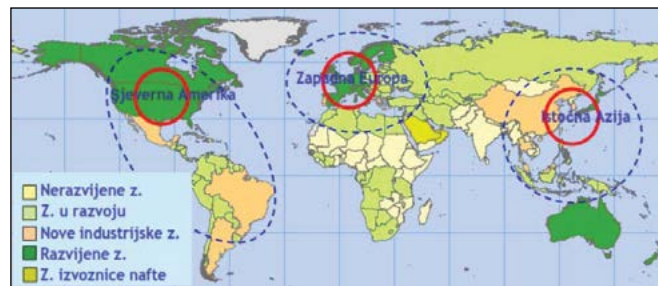 Sjeverna Amerika
Zapadna Europa
Istočna Azija
Nerazvijene z.
Z. u razvoju
Nove industrijske z.
Razvijene z.
Z. izvoznice nafte